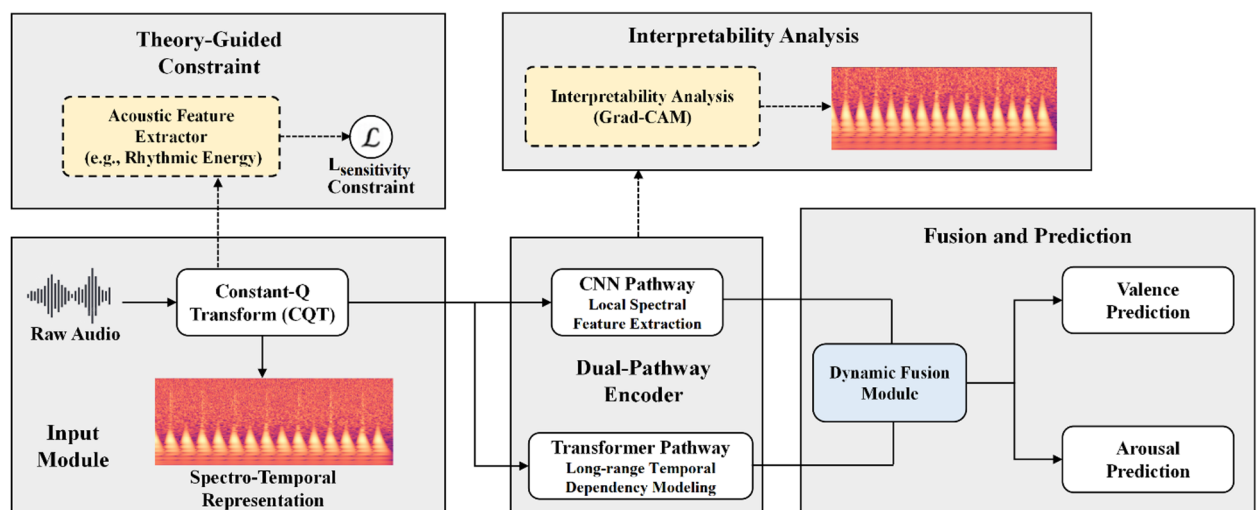 Theory-Guided
Constraint
Acoustic Feature
Extractor
(e.g., Rhythmic Energy)
ℒ
Lsensitivity
Constraint
Interpretability Analysis
Interpretability Analysis
(Grad-CAM)
Raw Audio
Constant-Q
Transform (CQT)
Input
Module
Spectro-Temporal
Representation
CNN Pathway
Local Spectral
Feature Extraction
Dual-Pathway
Encoder
Transformer Pathway
Long-range Temporal
Dependency Modeling
Fusion and Prediction
Dynamic Fusion
Module
Valence
Prediction
Arousal
Prediction